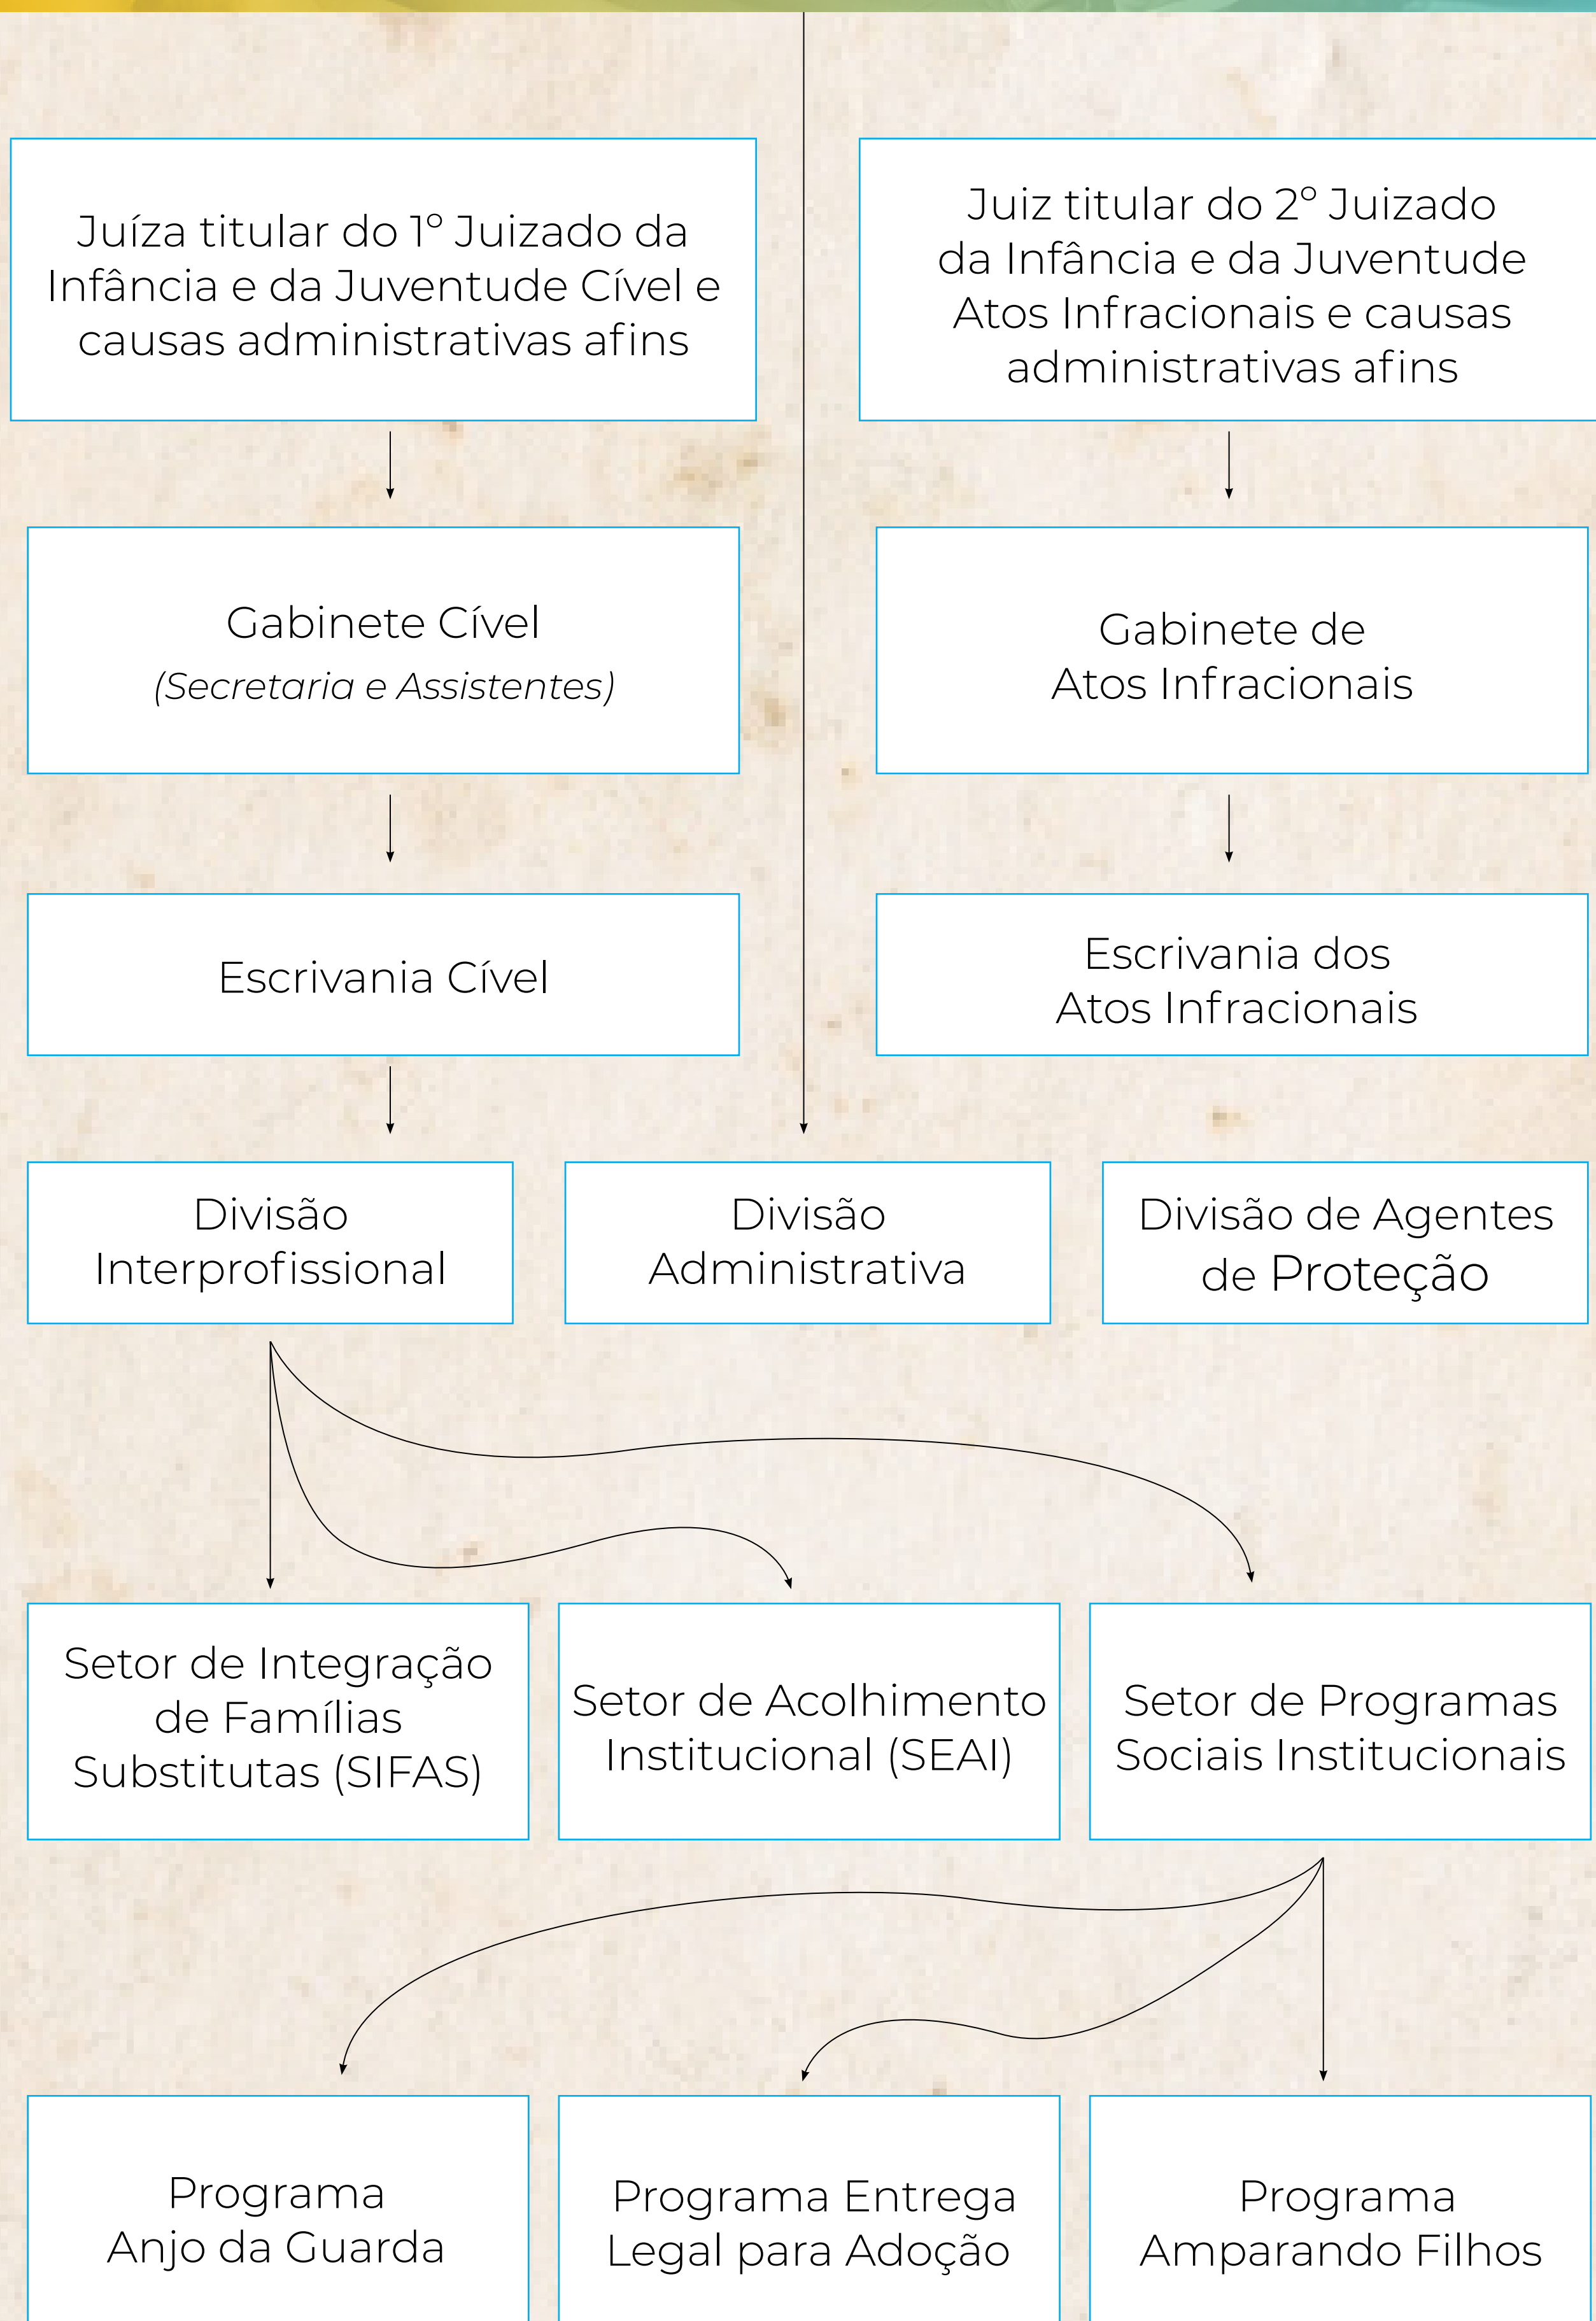 Juíza titular do 1º Juizado da
Infância e da Juventude Cível e
causas administrativas afins
Juiz titular do 2º Juizado
da Infância e da Juventude
Atos Infracionais e causas
administrativas afins
Gabinete Cível
(Secretaria e Assistentes)
Gabinete de
Atos Infracionais
Escrivania Cível
Escrivania dos
Atos Infracionais
Divisão
Interprofissional
Divisão
Administrativa
Divisão de Agentes
de Proteção
Setor de Integração
de Famílias
Substitutas (SIFAS)
Setor de Acolhimento
Institucional (SEAI)
Setor de Programas
Sociais Institucionais
Programa
Anjo da Guarda
Programa Entrega
Legal para Adoção
Programa
Amparando Filhos